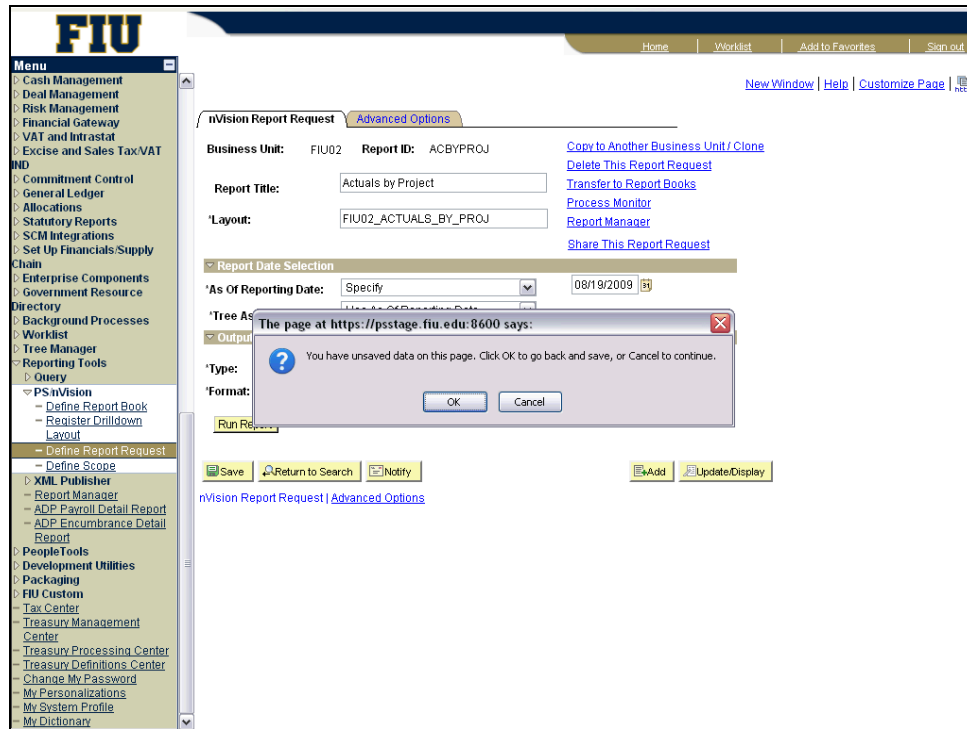 FIU
Home | Worklist | Add to Favorites | Sign out
Menu
Cash Management
Deal Management
Risk Management
Financial Gateway
VAT and Intrastat
Excise and Sales Tax/VAT
IND
Commitment Control
General Ledger
Allocations
Statutory Reports
SCM Integrations
Set Up Financials/Supply
Chain
Enterprise Components
Government Resource
Directory
Background Processes
Worklist
Tree Manager
Reporting Tools
Query
PS/nVision
Define Report Book
Register Drilldown
Layout
Define Report Request
Define Scope
XML Publisher
Report Manager
ADP Payroll Detail Report
ADP Encumbrance Detail
Report
PeopleTools
Development Utilities
Packaging
FIU Custom
Tax Center
Treasury Management
Center
Treasury Processing Center
Treasury Definitions Center
Change My Password
My Personalizations
My System Profile
My Dictionary
New Window | Help | Customize Page |
nVision Report Request Advanced Options
Business Unit: FIU02 Report ID: ACBYPROJ
Report Title: Actuals by Project
*Layout: FIU02_ACTUALS_BY_PROJ
Copy to Another Business Unit / Clone
Delete This Report Request
Transfer to Report Books
Process Monitor
Report Manager
Share This Report Request
Report Date Selection
*As Of Reporting Date: Specify 08/19/2009
*Tree As
The page at https://psstage.fiu.edu:8600 says:
You have unsaved data on this page. Click OK to go back and save, or Cancel to continue.
OK Cancel
Output
*Type:
*Format:
Run Re
Save Return to Search Notify Add Update/Display
nVision Report Request | Advanced Options